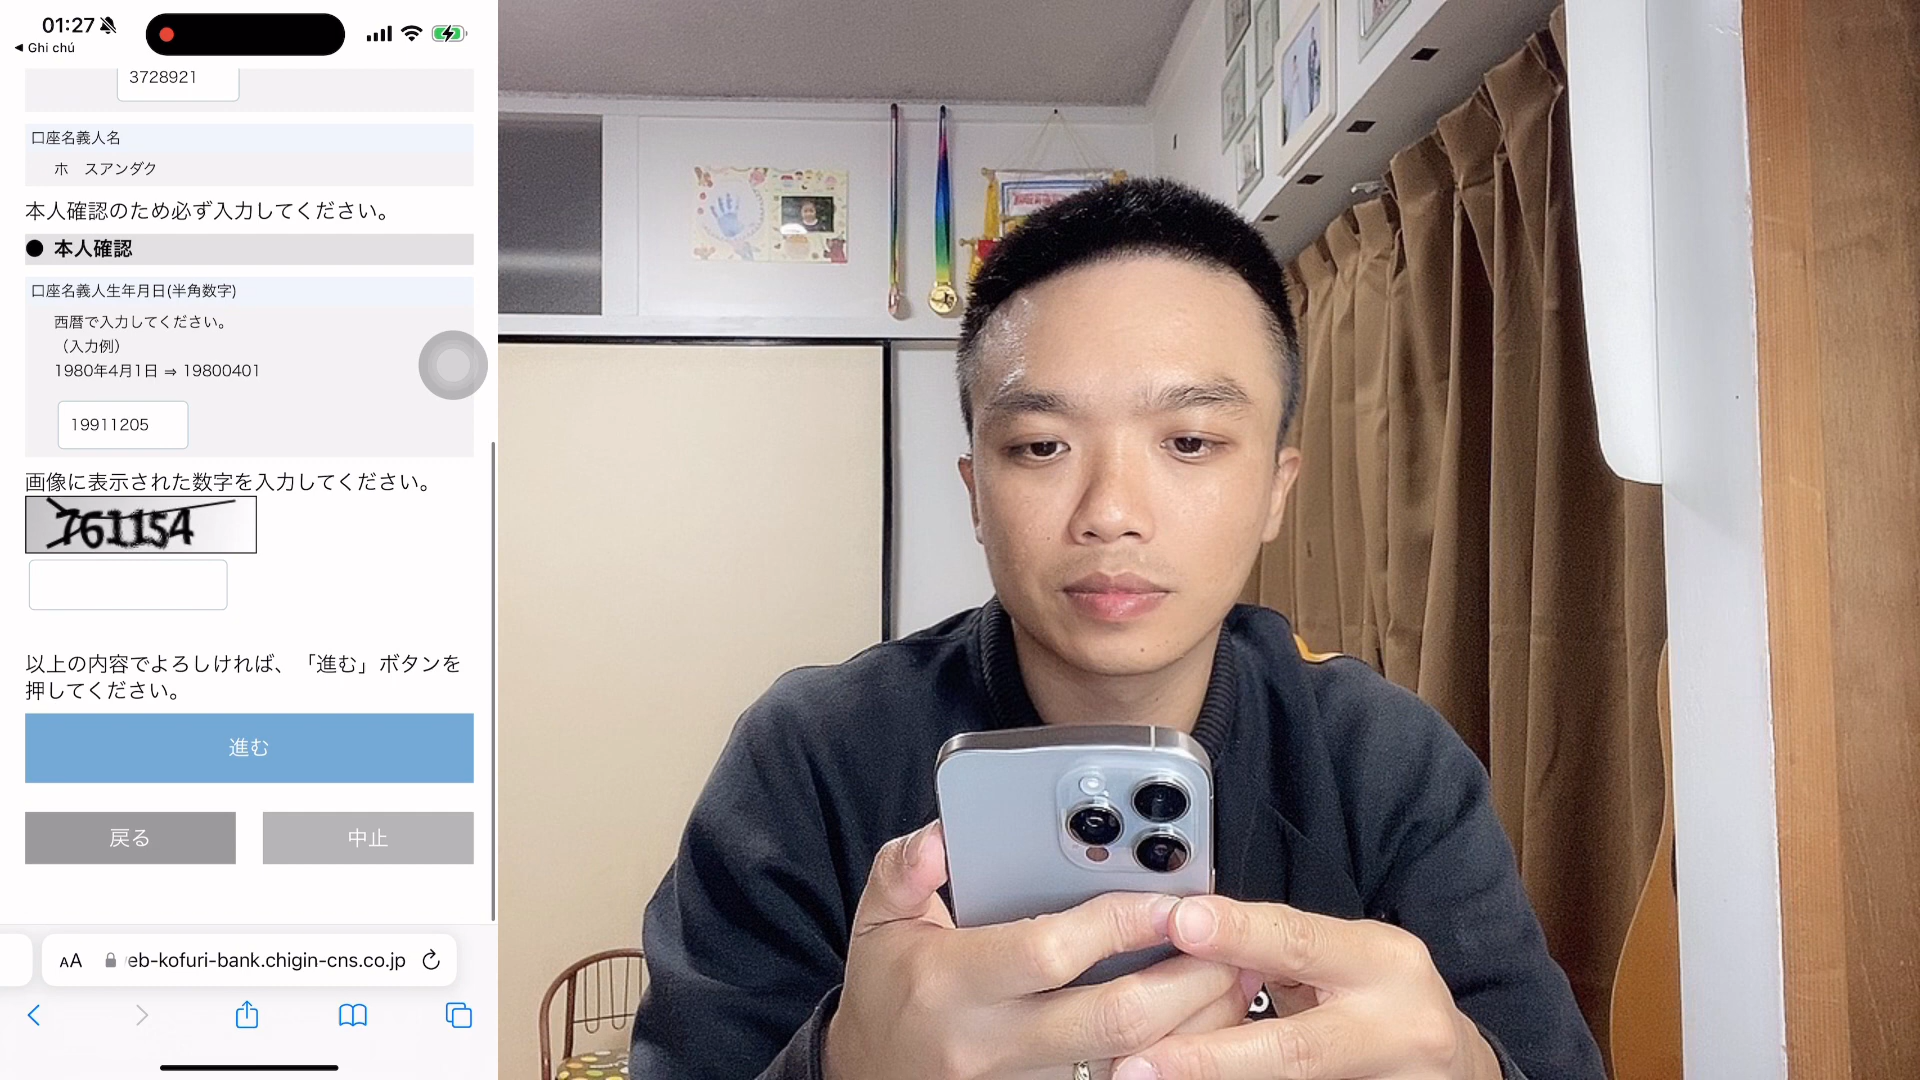 01:27
◀ Ghi chú
3728921
口座名義人名
ホ　スアンダク
本人確認のため必ず入力してください。
● 本人確認
口座名義人生年月日(半角数字)
西暦で入力してください。
（入力例）
1980年4月1日 ⇒ 19800401
19911205
画像に表示された数字を入力してください。
761154
以上の内容でよろしければ、「進む」ボタンを
押してください。
進む
戻る
中止
AA
eb-kofuri-bank.chigin-cns.co.jp